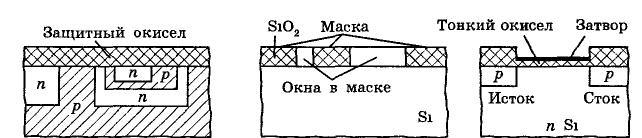 Защитный окисел
n
n
p
p
n
SiO₂
Маска
Окна в маске
Si
Тонкий окисел
Затвор
p
p
Исток
Сток
n Si